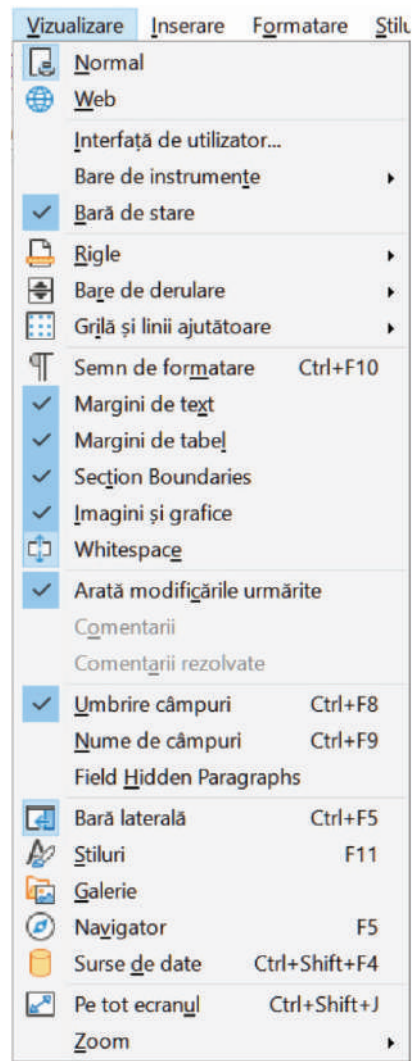 Vizualizare Inserare Formatare Stilu
Normal
Web
Interfață de utilizator...
Bare de instrumente
Bară de stare
Rigle
Bare de derulare
Grilă și linii ajutătoare
Semn de formatare Ctrl+F10
Margini de text
Margini de tabel
Section Boundaries
Imagini și grafice
Whitespace
Arată modificările urmărite
Comentarii
Comentarii rezolvate
Umbrire câmpuri Ctrl+F8
Nume de câmpuri Ctrl+F9
Field Hidden Paragraphs
Bară laterală Ctrl+F5
Stiluri F11
Galerie
Navigator F5
Surse de date Ctrl+Shift+F4
Pe tot ecranul Ctrl+Shift+J
Zoom